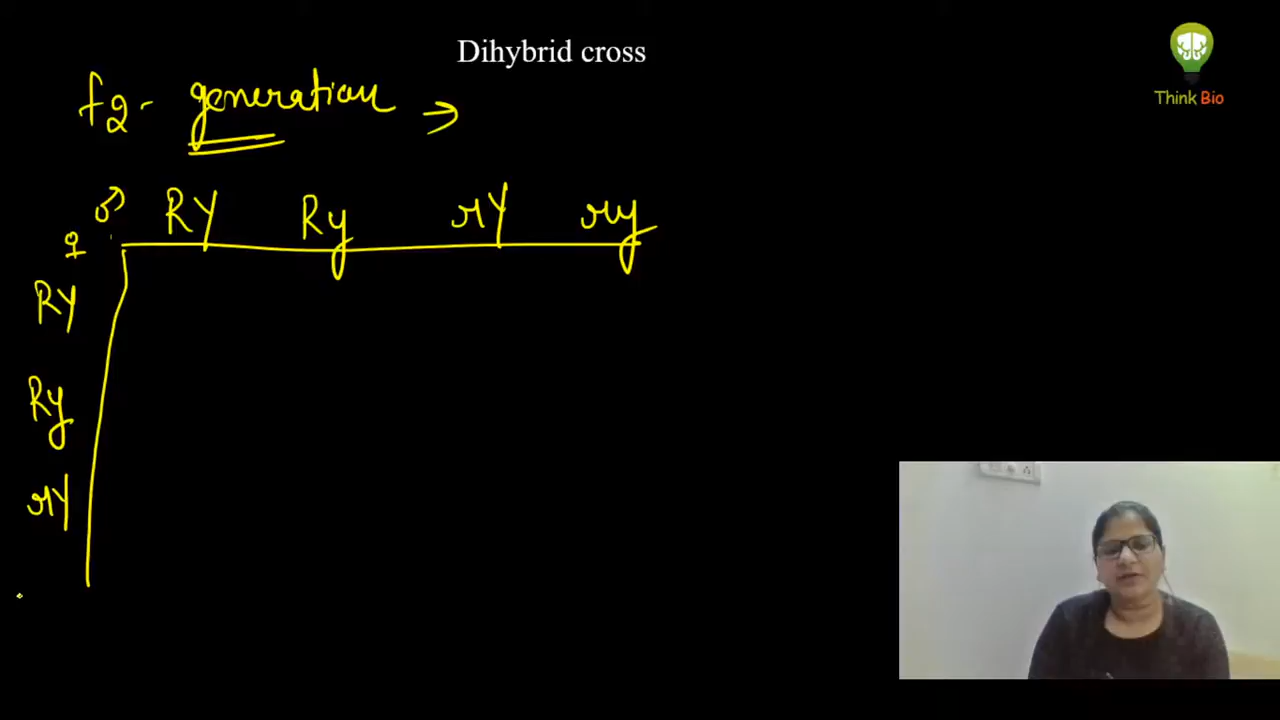 Dihybrid cross
Think Bio
F2- generation →
♂ RY Ry rY ry
♀
RY
Ry
rY